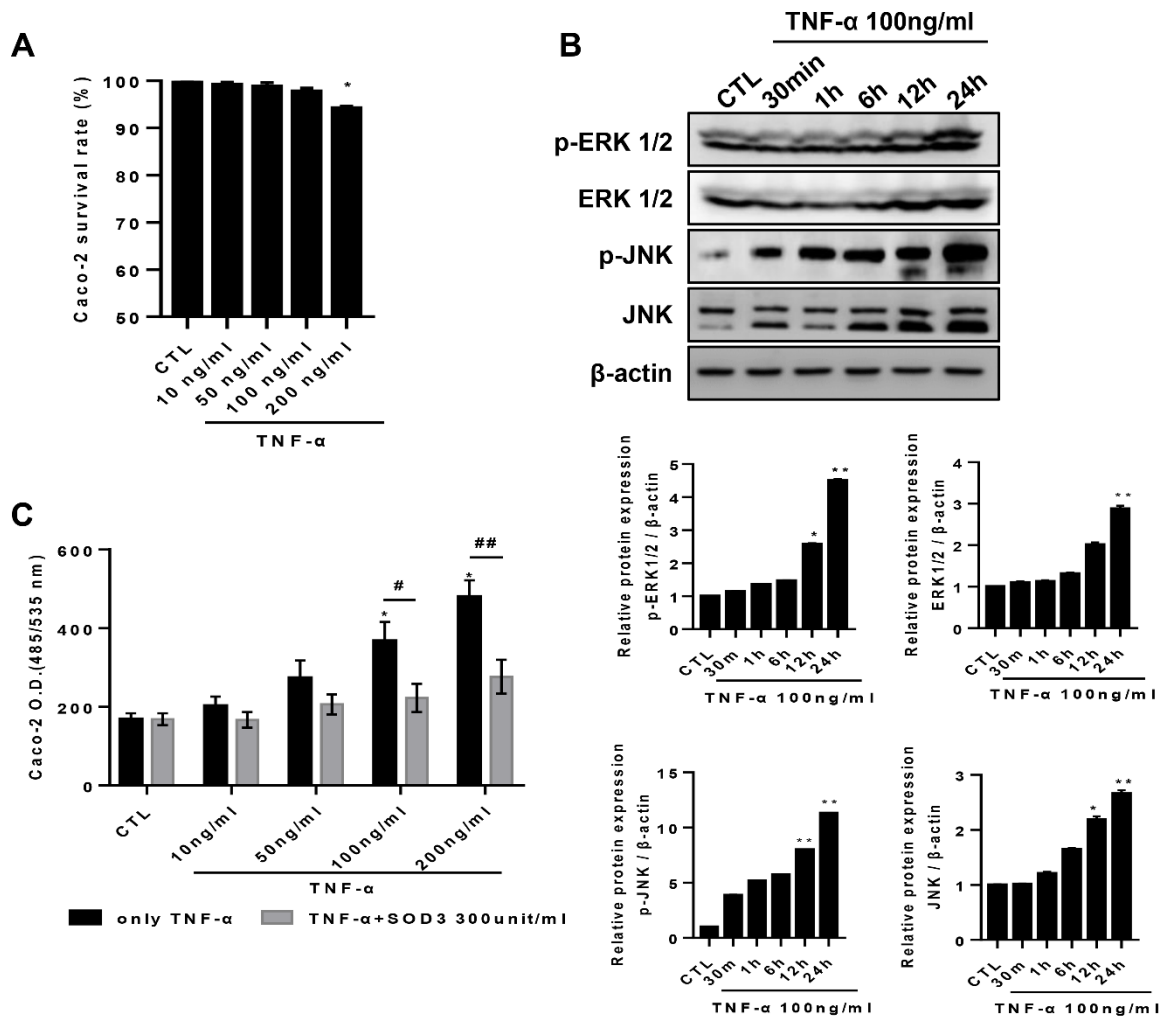 A
Caco-2 survival rate (%)
100
90
80
70
60
50
CTL
10 ng/ml
50 ng/ml
100 ng/ml
200 ng/ml
TNF-α
*
B
TNF-α 100ng/ml
CTL 30min 1h 6h 12h 24h
p-ERK 1/2
ERK 1/2
p-JNK
JNK
β-actin
Relative protein expression
p-ERK1/2 / β-actin
5
4
3
2
1
0
* **
CTL 30m 1h 6h 12h 24h
TNF-α 100ng/ml
Relative protein expression
ERK1/2 / β-actin
4
3
2
1
0
**
CTL 30m 1h 6h 12h 24h
TNF-α 100ng/ml
Relative protein expression
p-JNK / β-actin
15
10
5
0
** **
CTL 30m 1h 6h 12h 24h
TNF-α 100ng/ml
Relative protein expression
JNK / β-actin
3
2
1
0
* **
CTL 30m 1h 6h 12h 24h
TNF-α 100ng/ml
C
Caco-2 O.D.(485/535 nm)
600
400
200
0
* # * ##
CTL
10ng/ml
50ng/ml
100ng/ml
200ng/ml
TNF-α
only TNF-α
TNF-α+SOD3 300unit/ml